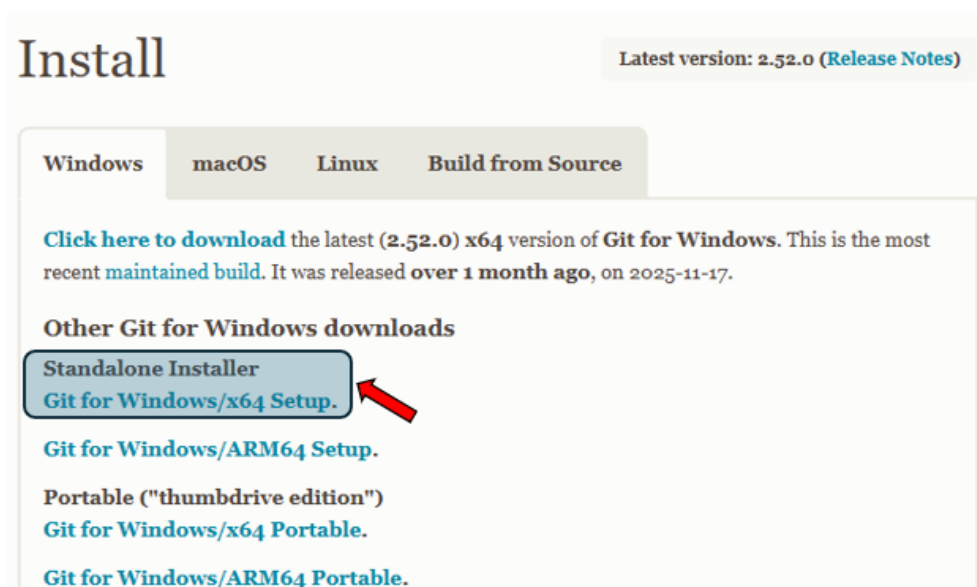 Install
Latest version: 2.52.0 (Release Notes)
Windows
macOS
Linux
Build from Source
Click here to download the latest (2.52.0) x64 version of Git for Windows. This is the most
recent maintained build. It was released over 1 month ago, on 2025-11-17.
Other Git for Windows downloads
Standalone Installer
Git for Windows/x64 Setup.
Git for Windows/ARM64 Setup.
Portable ("thumbdrive edition")
Git for Windows/x64 Portable.
Git for Windows/ARM64 Portable.